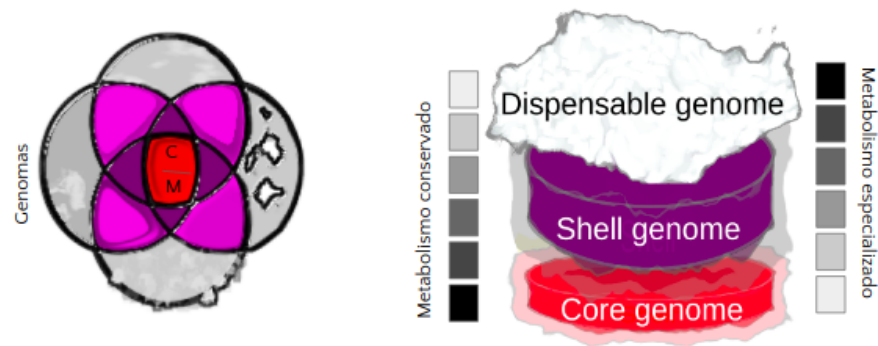 Genomas
C
M
Metabolismo conservado
Dispensable genome
Shell genome
Core genome
Metabolismo especializado